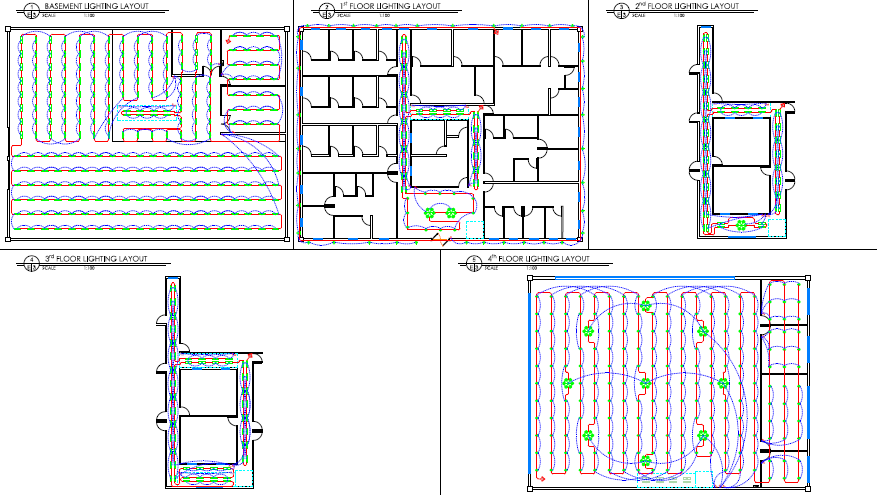 1 BASEMENT LIGHTING LAYOUT
SCALE 1:100
2 1st FLOOR LIGHTING LAYOUT
SCALE 1:100
3 2nd FLOOR LIGHTING LAYOUT
SCALE 1:100
4 3rd FLOOR LIGHTING LAYOUT
SCALE 1:100
5 4th FLOOR LIGHTING LAYOUT
SCALE 1:100